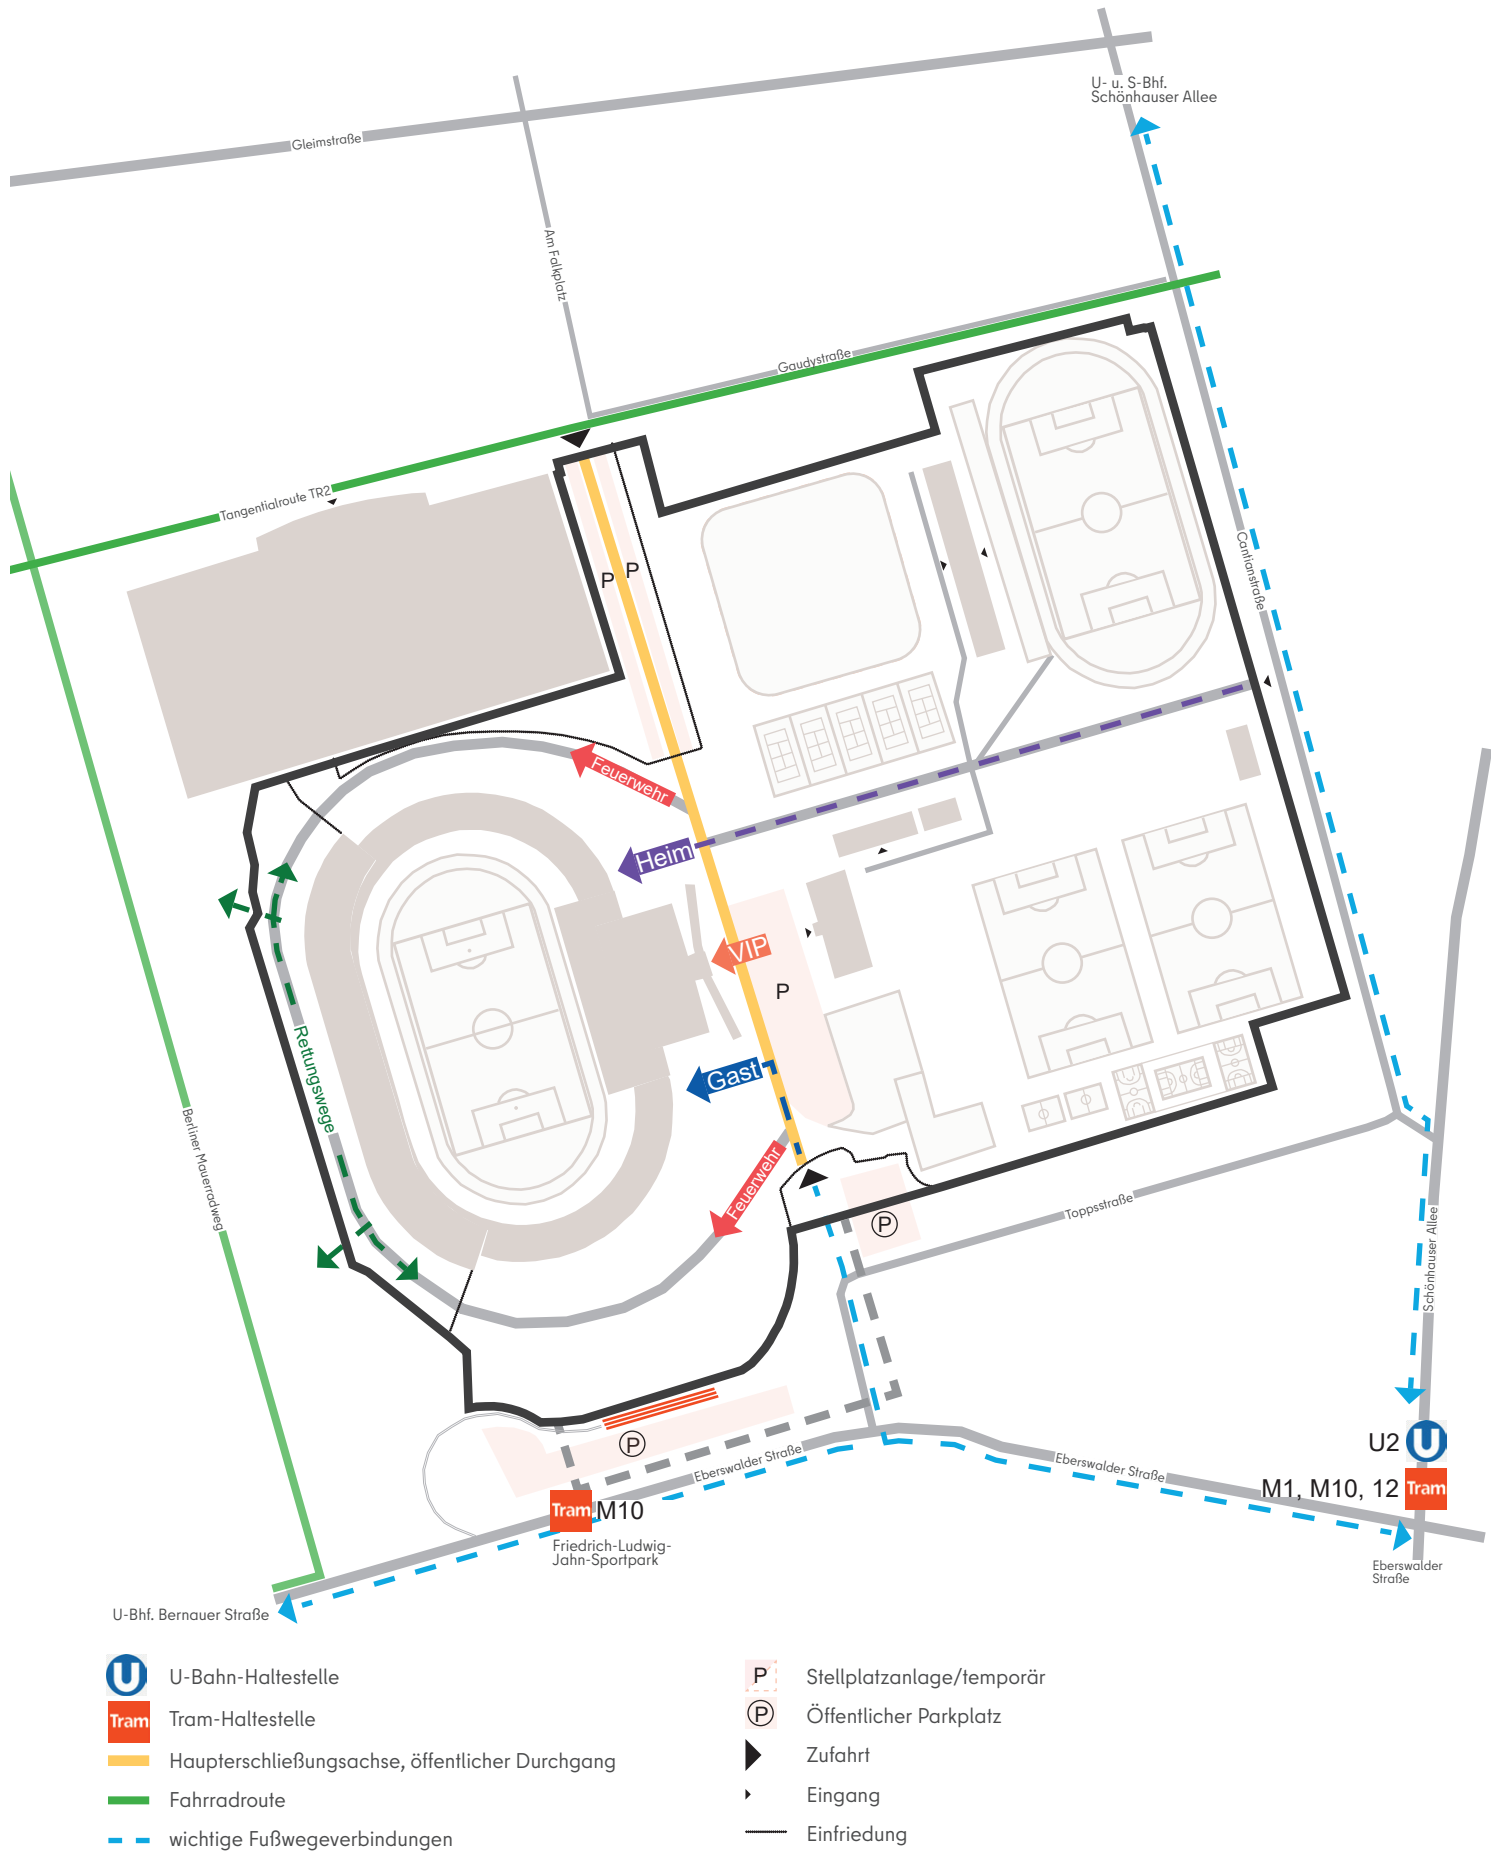 U- u. S-Bhf.
Schönhauser Allee
Gleimstraße
Am Falkplatz
Gaudystraße
Tangentialroute TR2
Cantianstraße
P
P
Feuerwehr
Heim
VIP
P
Gast
Rettungswege
Berliner Mauerradweg
Feuerwehr
P
Toppsstraße
Schönhauser Allee
P
Eberswalder Straße
Eberswalder Straße
U2
U
M1, M10, 12
Tram
Tram
M10
Friedrich-Ludwig-
Jahn-Sportpark
Eberswalder
Straße
U-Bhf. Bernauer Straße
U
U-Bahn-Haltestelle
Tram
Tram-Haltestelle
Haupterschließungsachse, öffentlicher Durchgang
Fahrradroute
wichtige Fußwegeverbindungen
P
Stellplatzanlage/temporär
P
Öffentlicher Parkplatz
Zufahrt
Eingang
Einfriedung